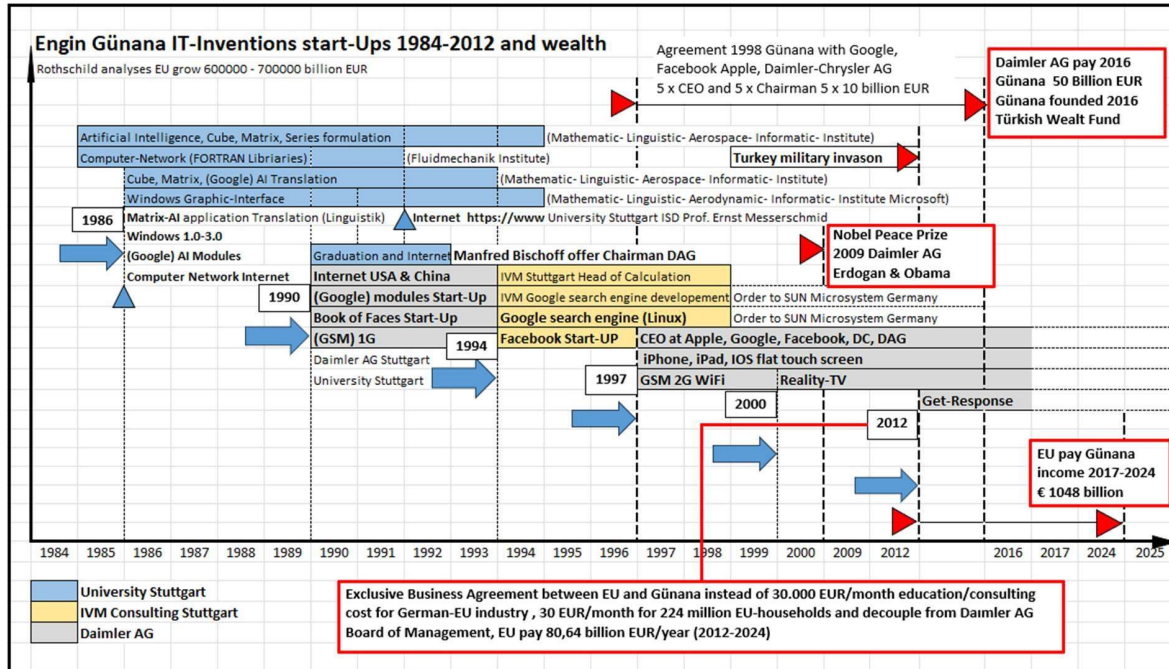 Engin Günana IT-Inventions start-Ups 1984-2012 and wealth
Rothschild analyses EU grow 600000 - 700000 billion EUR
Agreement 1998 Günana with Google,
Facebook Apple, Daimler-Chrysler AG
5 x CEO and 5 x Chairman 5 x 10 billion EUR
Daimler AG pay 2016
Günana 50 Billion EUR
Günana founded 2016
Türkish Wealt Fund
Artificial Intelligence, Cube, Matrix, Series formulation
(Mathematic- Linguistic- Aerospace- Informatic- Institute)
Computer-Network (FORTRAN Libriaries)
(Fluidmechanik Institute)
Turkey military invason
Cube, Matrix, (Google) AI Translation
(Mathematic- Linguistic- Aerospace- Informatic- Institute)
Windows Graphic-Interface
(Mathematic- Linguistic- Aerodynamic- Informatic- Institute Microsoft)
1986
Matrix-AI application Translation (Linguistik)
Internet https://www University Stuttgart ISD Prof. Ernst Messerschmid
Windows 1.0-3.0
(Google) AI Modules
Computer Network Internet
Nobel Peace Prize
2009 Daimler AG
Erdogan & Obama
Graduation and Internet
Manfred Bischoff offer Chairman DAG
Internet USA & China
IVM Stuttgart Head of Calculation
1990
(Google) modules Start-Up
IVM Google search engine developement
Order to SUN Microsystem Germany
Book of Faces Start-Up
Google search engine (Linux)
Order to SUN Microsystem Germany
(GSM) 1G
1994
Facebook Start-UP
CEO at Apple, Google, Facebook, DC, DAG
Daimler AG Stuttgart
iPhone, iPad, IOS flat touch screen
University Stuttgart
1997
GSM 2G WiFi
Reality-TV
2000
Get-Response
2012
EU pay Günana
income 2017-2024
€ 1048 billion
1984 1985 1986 1987 1988 1989 1990 1991 1992 1993 1994 1995 1996 1997 1998 1999 2000 2009 2012 2016 2017 2024 2025
University Stuttgart
IVM Consulting Stuttgart
Daimler AG
Exclusive Business Agreement between EU and Günana instead of 30.000 EUR/month education/consulting
cost for German-EU industry , 30 EUR/month for 224 million EU-households and decouple from Daimler AG
Board of Management, EU pay 80,64 billion EUR/year (2012-2024)